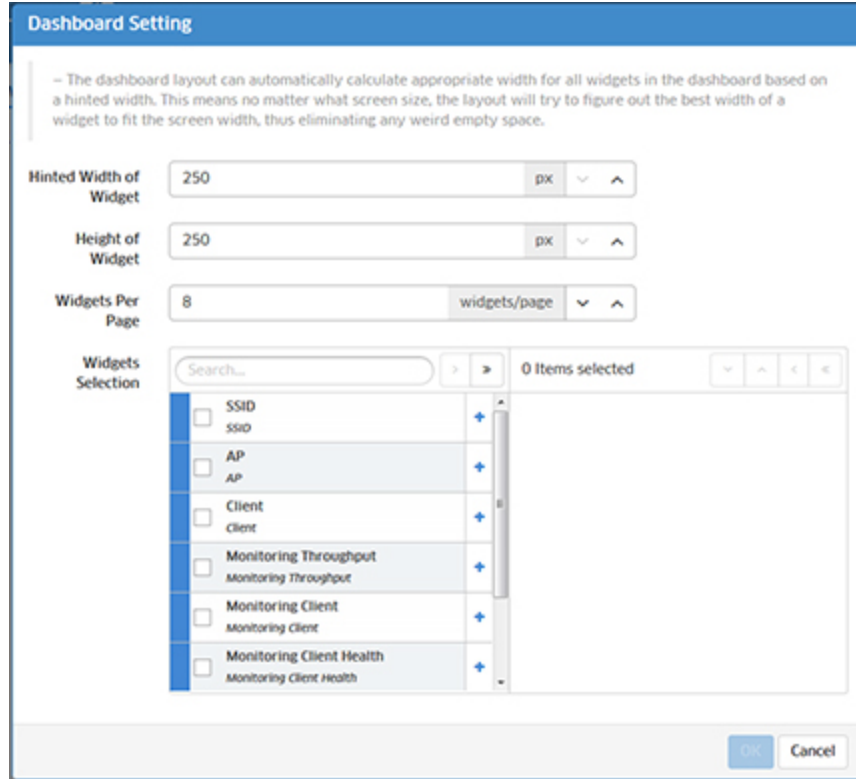 Dashboard Setting
– The dashboard layout can automatically calculate appropriate width for all widgets in the dashboard based on
a hinted width. This means no matter what screen size, the layout will try to figure out the best width of a
widget to fit the screen width, thus eliminating any weird empty space.
Hinted Width of
Widget
250 px
Height of
Widget
250 px
Widgets Per
Page
8 widgets/page
Widgets
Selection
Search...
0 Items selected
SSID
SSID
AP
AP
Client
Client
Monitoring Throughput
Monitoring Throughput
Monitoring Client
Monitoring Client
Monitoring Client Health
Monitoring Client Health
OK Cancel